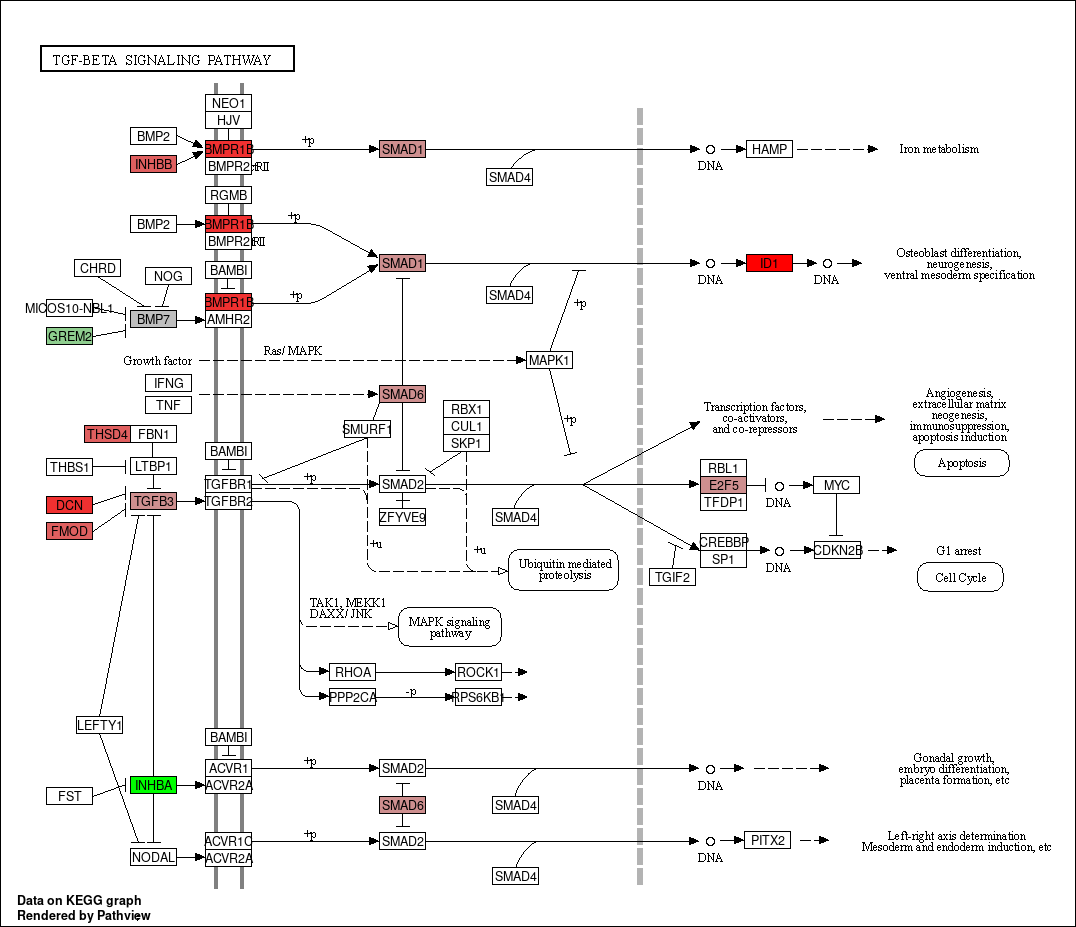 TGF-BETA SIGNALING PATHWAY
NEO1
HJV
BMP2
INHBB
BMPR1B
BMPR2
RII
+p
SMAD1
SMAD4
DNA
HAMP
Iron metabolism
RGMB
BMP2
BMPR1B
BMPR2
RII
+p
BAMBI
BMPR1B
AMHR2
+p
CHRD
NOG
MICOS10-NBL1
GREM2
BMP7
SMAD1
SMAD4
DNA
ID1
DNA
Osteoblast differentiation,
neurogenesis,
ventral mesoderm specification
+p
Growth factor
Ras/ MAPK
MAPK1
+p
IFNG
TNF
SMAD6
SMURF1
RBX1
CUL1
SKP1
THSD4
FBN1
THBS1
LTBP1
DCN
FMOD
TGFB3
BAMBI
TGFBR1
TGFBR2
+p
SMAD2
ZFYVE9
SMAD4
+u
+u
Ubiquitin mediated
proteolysis
Transcription factors,
co-activators,
and co-repressors
Angiogenesis,
extracellular matrix
neogenesis,
immunosuppression,
apoptosis induction
Apoptosis
RBL1
E2F5
TFDP1
DNA
MYC
CREBBP
SP1
DNA
CDKN2B
TGIF2
G1 arrest
Cell Cycle
TAK1, MEKK1
DAXX/ JNK
MAPK signaling
pathway
RHOA
ROCK1
PPP2CA
-p
RPS6KB1
LEFTY1
BAMBI
ACVR1
ACVR2A
INHBA
FST
+p
SMAD2
SMAD4
DNA
Gonadal growth,
embryo differentiation,
placenta formation, etc
SMAD6
NODAL
ACVR1C
ACVR2A
+p
SMAD2
SMAD4
DNA
PITX2
Left-right axis determination
Mesoderm and endoderm induction, etc
Data on KEGG graph
Rendered by Pathview